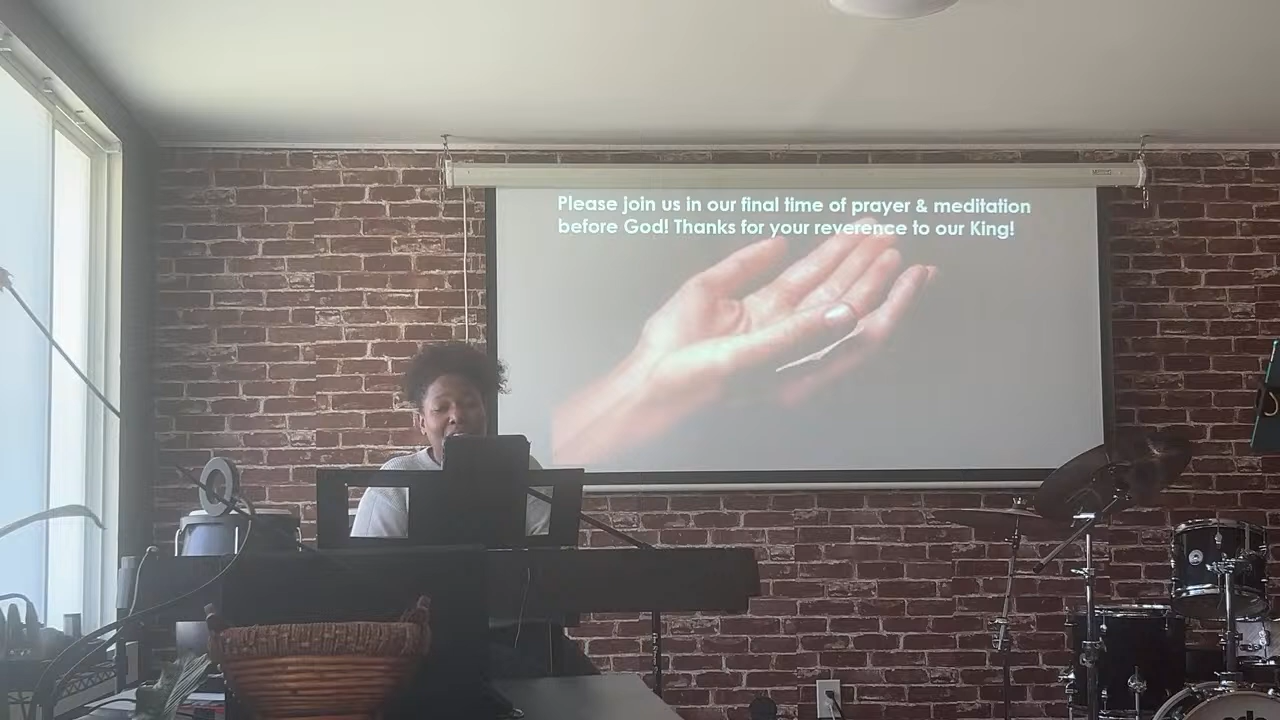 Please join us in our final time of prayer & meditation
before God! Thanks for your reverence to our King!